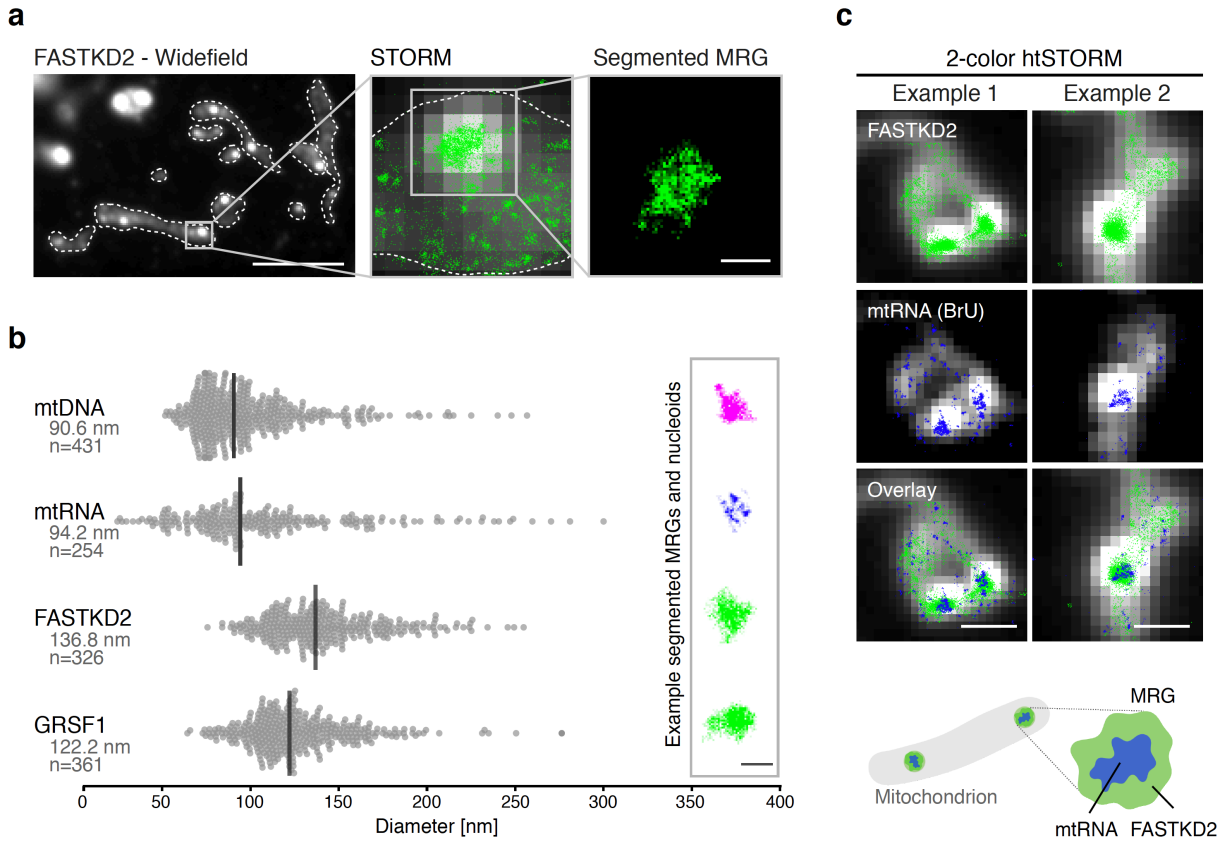 a
FASTKD2 - Widefield
STORM
Segmented MRG
b
mtDNA
90.6 nm
n=431
mtRNA
94.2 nm
n=254
FASTKD2
136.8 nm
n=326
GRSF1
122.2 nm
n=361
Example segmented MRGs and nucleoids
0 50 100 150 200 250 300 350 400
Diameter [nm]
c
2-color htSTORM
Example 1 Example 2
FASTKD2
mtRNA (BrU)
Overlay
MRG
Mitochondrion
mtRNA FASTKD2